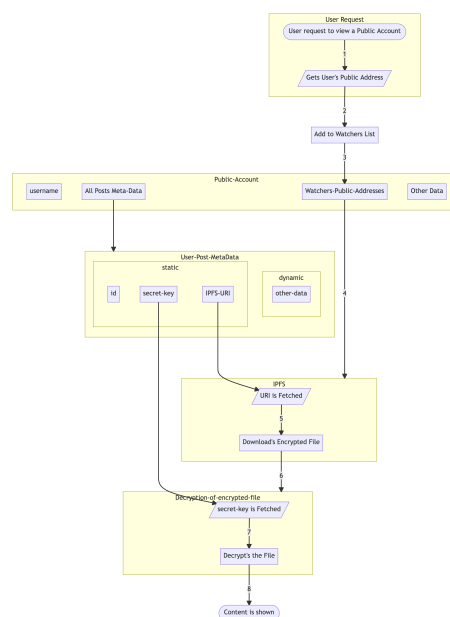 User Request
User request to view a Public Account
1
Gets User's Public Address
2
Add to Watchers List
3
Public-Account
username
All Posts Meta-Data
Watchers-Public-Addresses
Other Data
User-Post-MetaData
static
dynamic
id
secret-key
IPFS-URI
other-data
4
IPFS
URI is Fetched
5
Download's Encrypted File
6
Decryption-of-encrypted-file
secret-key is Fetched
7
Decrypt's the File
8
Content is shown